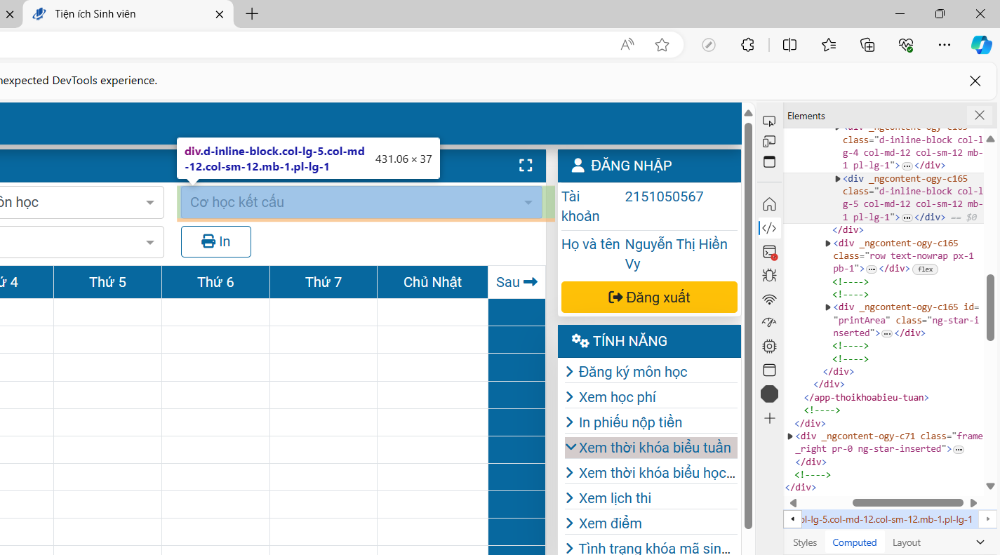 Tiện ích Sinh viên
nexpected DevTools experience.
div.d-inline-block.col-lg-5.col-md
-12.col-sm-12.mb-1.pl-lg-1
431.06 × 37
ôn học
Cơ học kết cấu
In
ứ 4
Thứ 5
Thứ 6
Thứ 7
Chủ Nhật
Sau
ĐĂNG NHẬP
Tài khoản 2151050567
Họ và tên Nguyễn Thị Hiền
Vy
Đăng xuất
TÍNH NĂNG
Đăng ký môn học
Xem học phí
In phiếu nộp tiền
Xem thời khóa biểu tuần
Xem thời khóa biểu học...
Xem lịch thi
Xem điểm
Tình trạng khóa mã sin...
Elements
class="d-inline-block col-l
g-4 col-md-12 col-sm-12 mb-
1 pl-lg-1">…</div>
<div _ngcontent-ogy-c165
class="d-inline-block col-l
g-5 col-md-12 col-sm-12 mb-
1 pl-lg-1">…</div> == $0
</div>
<div _ngcontent-ogy-c165
class="row text-nowrap px-1
pb-1">…</div> flex
<!---->
<!---->
<div _ngcontent-ogy-c165 id=
"printArea" class="ng-star-i
nserted">…</div>
<!---->
<!---->
</div>
</div>
</app-thoikhoabieu-tuan>
<!---->
</div>
<div _ngcontent-ogy-c71 class="frame
_right pr-0 ng-star-inserted">…
</div>
<!---->
</div>
pl-lg-5.col-md-12.col-sm-12.mb-1.pl-lg-1
Styles
Computed
Layout